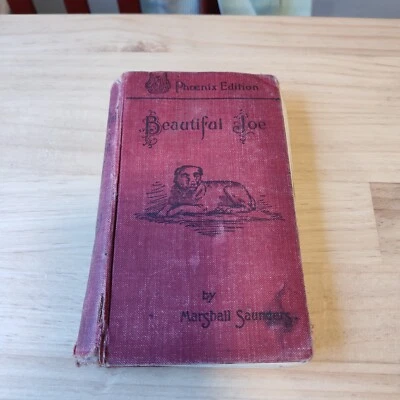 Phoenix Edition
Beautiful Joe
by
Marshall Saunders